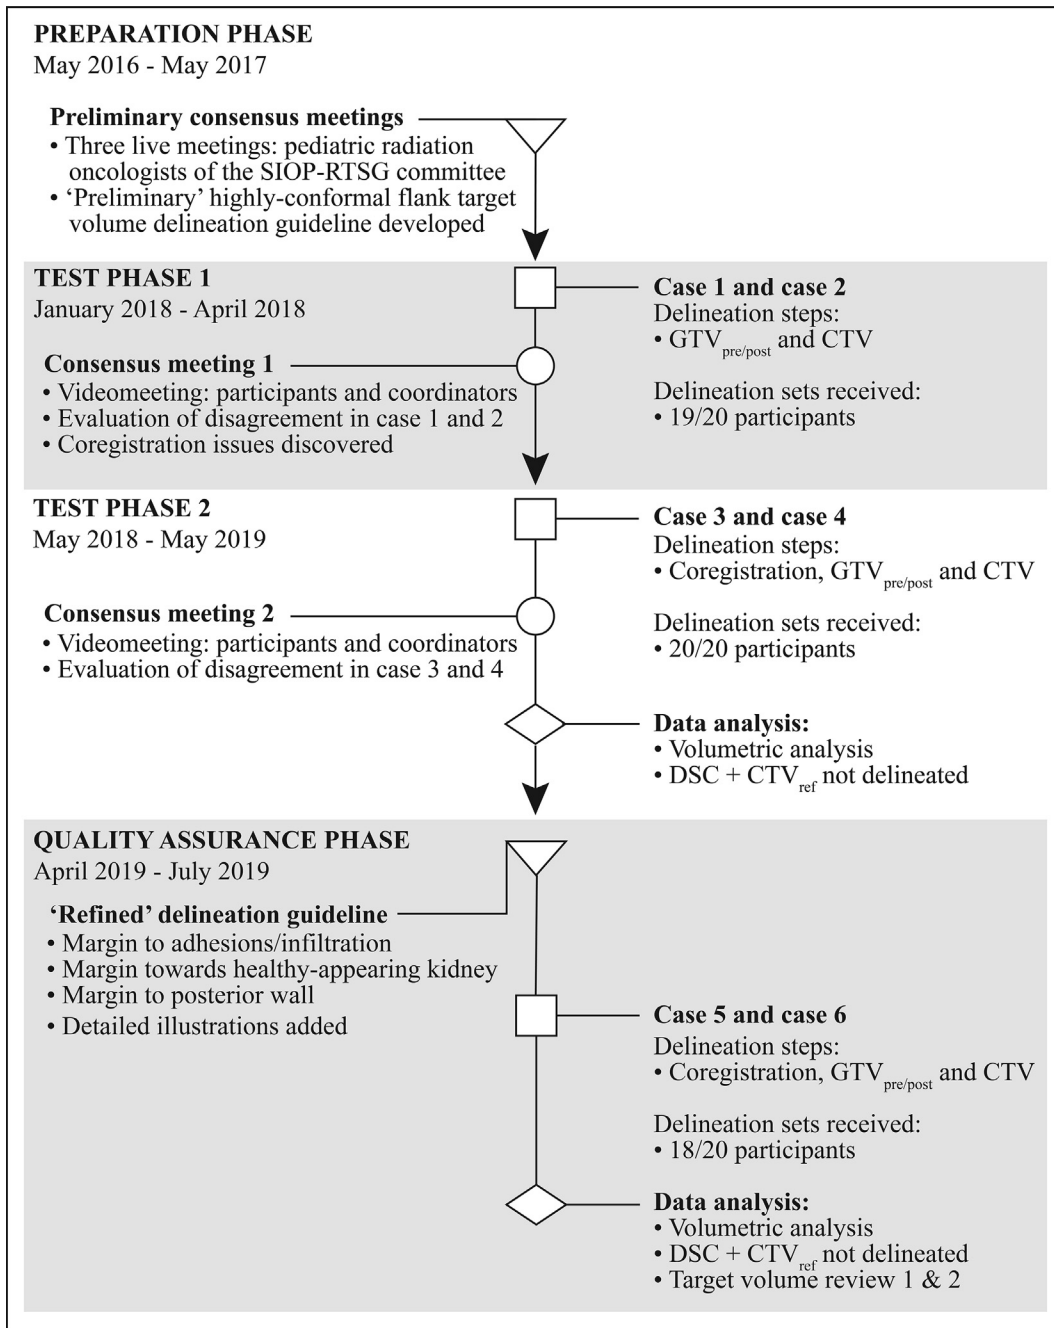 PREPARATION PHASE
May 2016 - May 2017
Preliminary consensus meetings
• Three live meetings: pediatric radiation
oncologists of the SIOP-RTSG committee
• ‘Preliminary’ highly-conformal flank target
volume delineation guideline developed
TEST PHASE 1
January 2018 - April 2018
Case 1 and case 2
Delineation steps:
• GTVpre/post and CTV
Delineation sets received:
• 19/20 participants
Consensus meeting 1
• Videomeeting: participants and coordinators
• Evaluation of disagreement in case 1 and 2
• Coregistration issues discovered
TEST PHASE 2
May 2018 - May 2019
Case 3 and case 4
Delineation steps:
• Coregistration, GTVpre/post and CTV
Delineation sets received:
• 20/20 participants
Consensus meeting 2
• Videomeeting: participants and coordinators
• Evaluation of disagreement in case 3 and 4
Data analysis:
• Volumetric analysis
• DSC + CTVref not delineated
QUALITY ASSURANCE PHASE
April 2019 - July 2019
‘Refined’ delineation guideline
• Margin to adhesions/infiltration
• Margin towards healthy-appearing kidney
• Margin to posterior wall
• Detailed illustrations added
Case 5 and case 6
Delineation steps:
• Coregistration, GTVpre/post and CTV
Delineation sets received:
• 18/20 participants
Data analysis:
• Volumetric analysis
• DSC + CTVref not delineated
• Target volume review 1 & 2